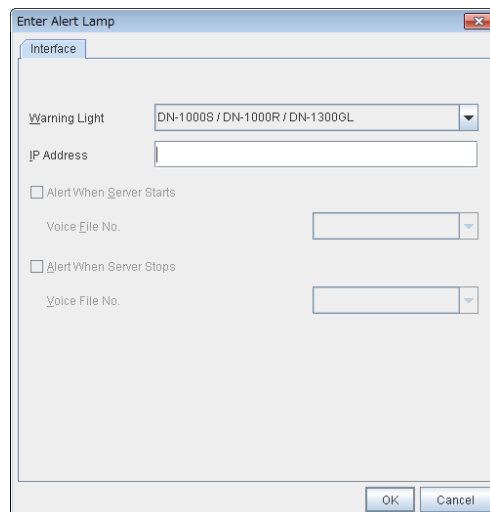 Enter Alert Lamp
Interface
Warning Light DN-1000S / DN-1000R / DN-1300GL
IP Address
Alert When Server Starts
Voice File No.
Alert When Server Stops
Voice File No.
OK Cancel